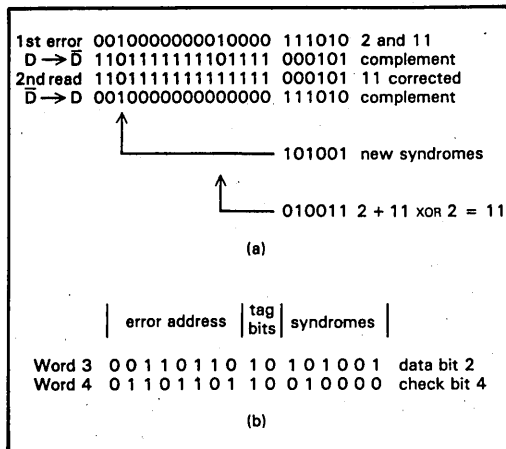 1st error 0010000000010000 111010 2 and 11
D → D̅ 1101111111101111 000101 complement
2nd read 1101111111111111 000101 11 corrected
D̅ → D 0010000000000000 111010 complement
101001 new syndromes
010011 2 + 11 XOR 2 = 11
(a)
error address tag bits syndromes
Word 3 0 0 1 1 0 1 1 0 1 0 1 0 1 0 0 1 data bit 2
Word 4 0 1 1 0 1 1 0 1 1 0 0 1 0 0 0 0 check bit 4
(b)